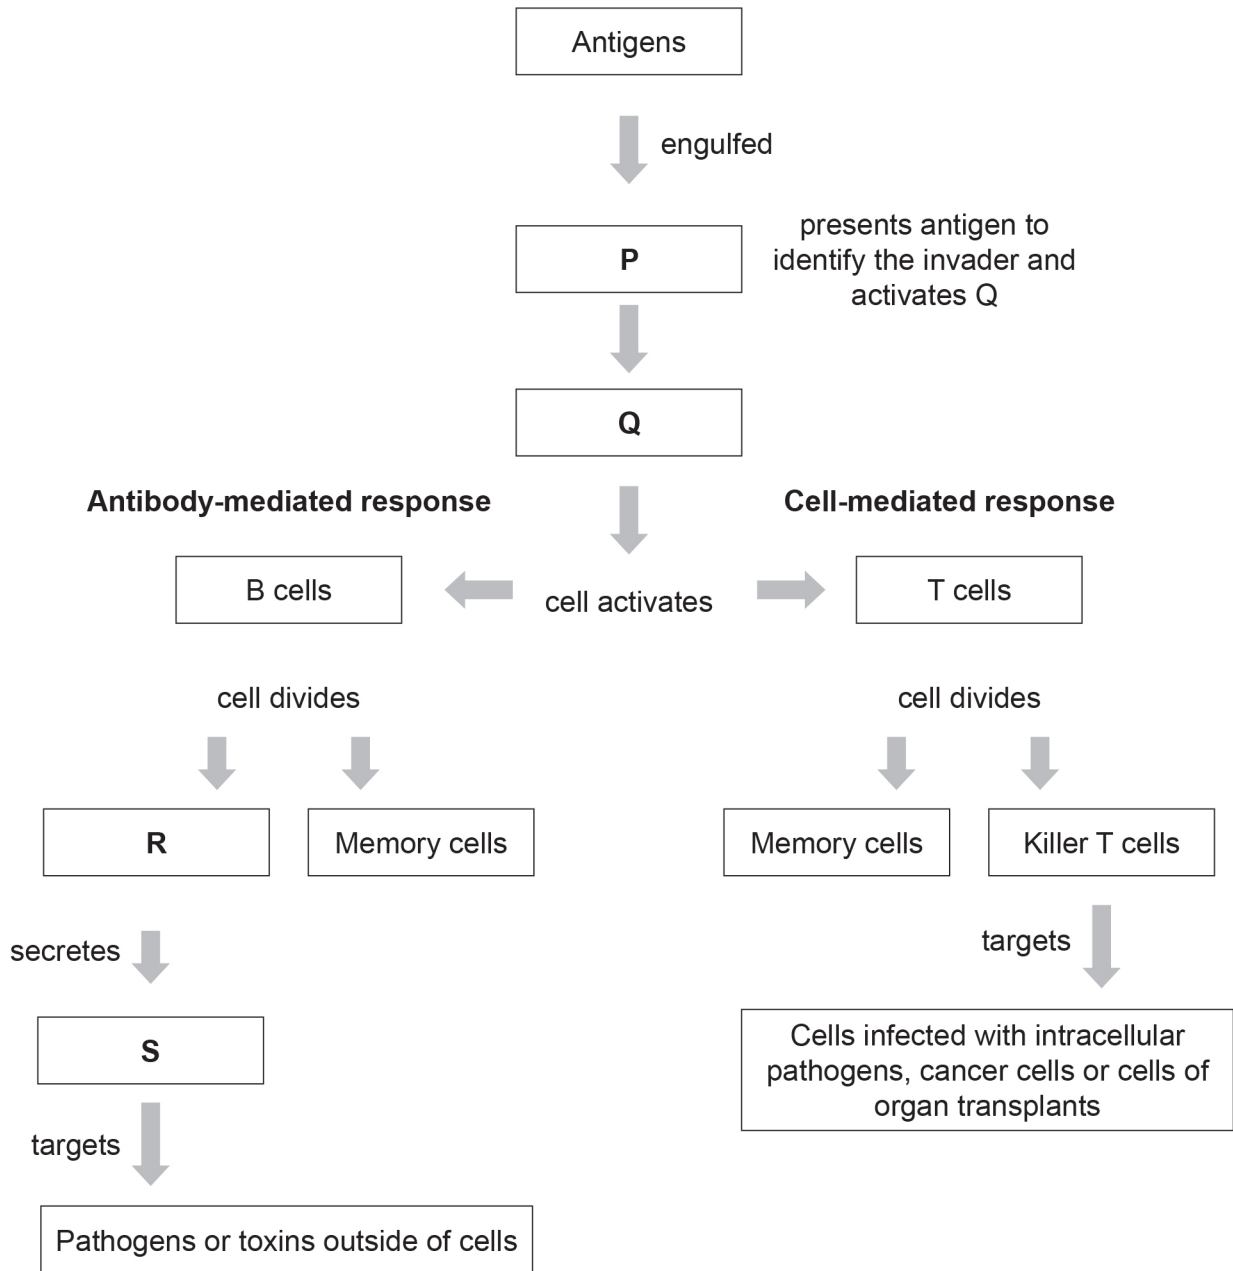 Antigens
engulfed
P
presents antigen to
identify the invader and
activates Q
Q
Antibody-mediated response
Cell-mediated response
B cells
cell activates
T cells
cell divides
cell divides
R
Memory cells
Memory cells
Killer T cells
secretes
targets
S
Cells infected with intracellular
pathogens, cancer cells or cells of
organ transplants
targets
Pathogens or toxins outside of cells